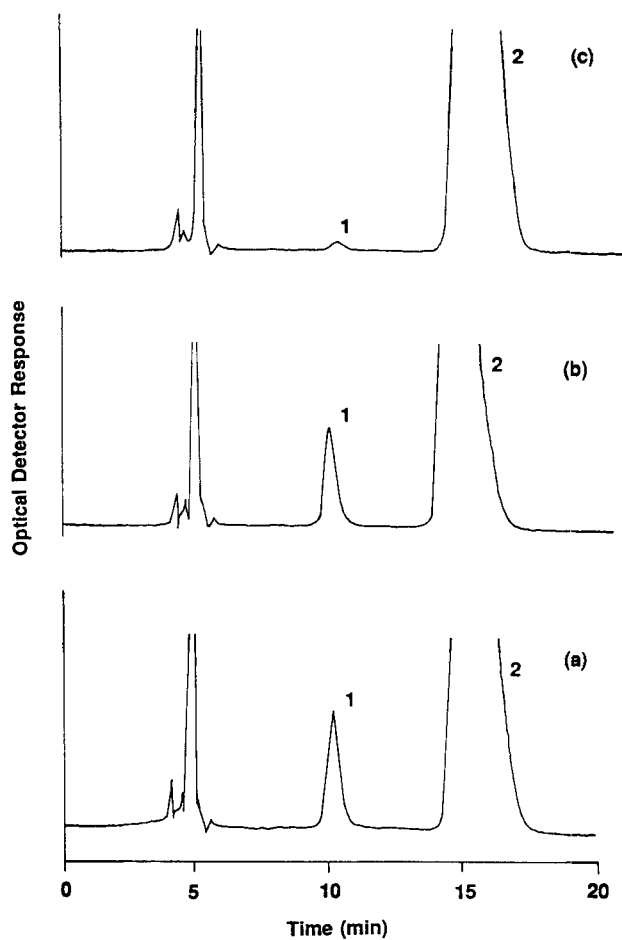 2 (c)
1
Optical Detector Response
2 (b)
1
2 (a)
1
0 5 10 15 20
Time (min)